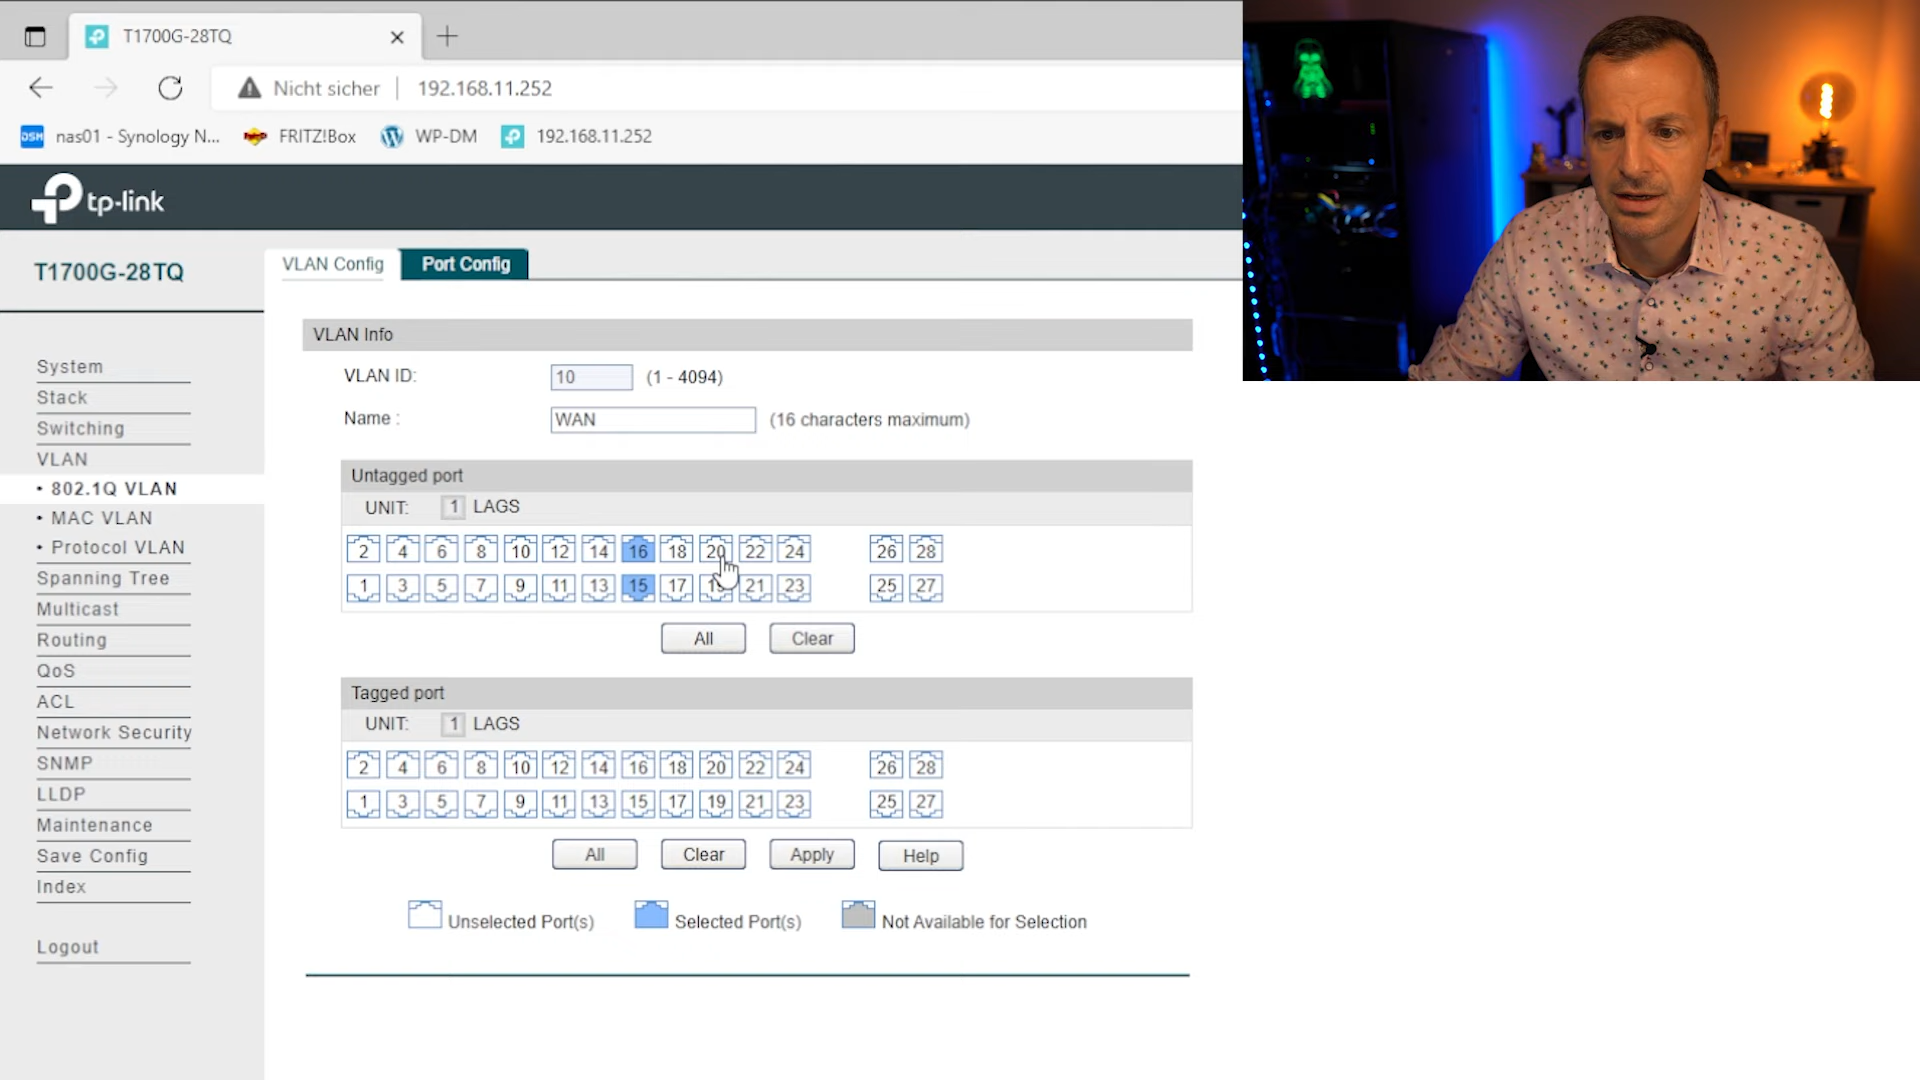 T1700G-28TQ
Nicht sicher | 192.168.11.252
DSM nas01 - Synology N... FRITZ!Box WP-DM 192.168.11.252
tp-link
T1700G-28TQ
System
Stack
Switching
VLAN
• 802.1Q VLAN
• MAC VLAN
• Protocol VLAN
Spanning Tree
Multicast
Routing
QoS
ACL
Network Security
SNMP
LLDP
Maintenance
Save Config
Index
Logout
VLAN Config Port Config
VLAN Info
VLAN ID: 10 (1 - 4094)
Name : WAN (16 characters maximum)
Untagged port
UNIT: 1 LAGS
2 4 6 8 10 12 14 16 18 20 22 24 26 28
1 3 5 7 9 11 13 15 17 19 21 23 25 27
All Clear
Tagged port
UNIT: 1 LAGS
2 4 6 8 10 12 14 16 18 20 22 24 26 28
1 3 5 7 9 11 13 15 17 19 21 23 25 27
All Clear Apply Help
Unselected Port(s) Selected Port(s) Not Available for Selection